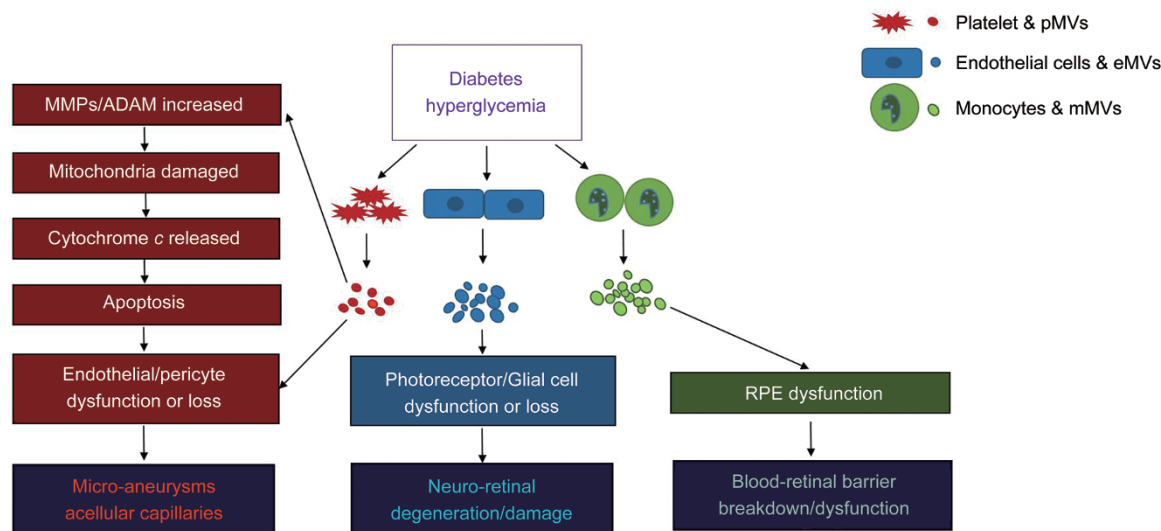 Platelet & pMVs
Endothelial cells & eMVs
Monocytes & mMVs
Diabetes
hyperglycemia
MMPs/ADAM increased
Mitochondria damaged
Cytochrome c released
Apoptosis
Endothelial/pericyte
dysfunction or loss
Micro-aneurysms
acellular capillaries
Photoreceptor/Glial cell
dysfunction or loss
Neuro-retinal
degeneration/damage
RPE dysfunction
Blood-retinal barrier
breakdown/dysfunction